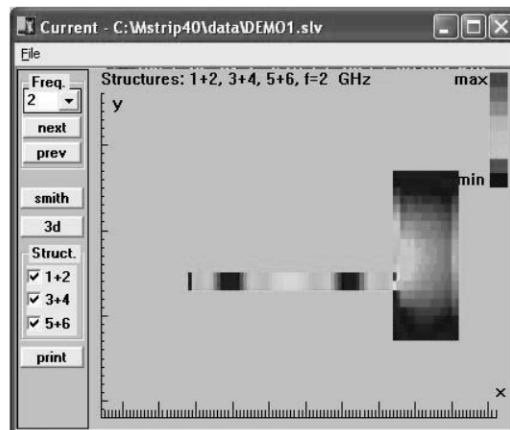 Current - C:\Mstrip40\data\DEMO1.slv
File
Freq.
2
next
prev
smith
3d
Struct.
1+2
3+4
5+6
print
Structures: 1+2, 3+4, 5+6, f=2 GHz
max
y
min
x